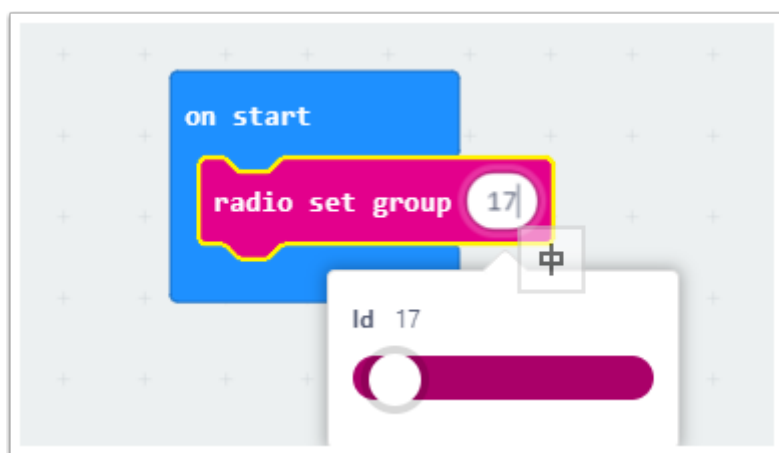 on start
radio set group 17
中
Id 17